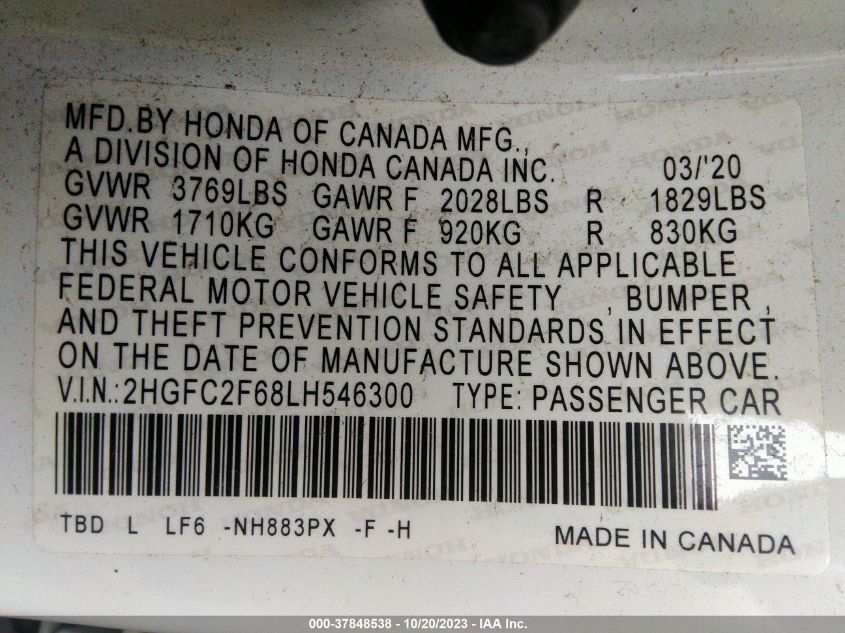 MFD.BY HONDA OF CANADA MFG.,
A DIVISION OF HONDA CANADA INC. 03/'20
GVWR 3769LBS GAWR F 2028LBS R 1829LBS
GVWR 1710KG GAWR F 920KG R 830KG
THIS VEHICLE CONFORMS TO ALL APPLICABLE
FEDERAL MOTOR VEHICLE SAFETY , BUMPER ,
AND THEFT PREVENTION STANDARDS IN EFFECT
ON THE DATE OF MANUFACTURE SHOWN ABOVE.
V.I.N.:2HGFC2F68LH546300 TYPE: PASSENGER CAR
TBD L LF6 -NH883PX -F -H MADE IN CANADA
000-37848538 - 10/20/2023 - IAA Inc.